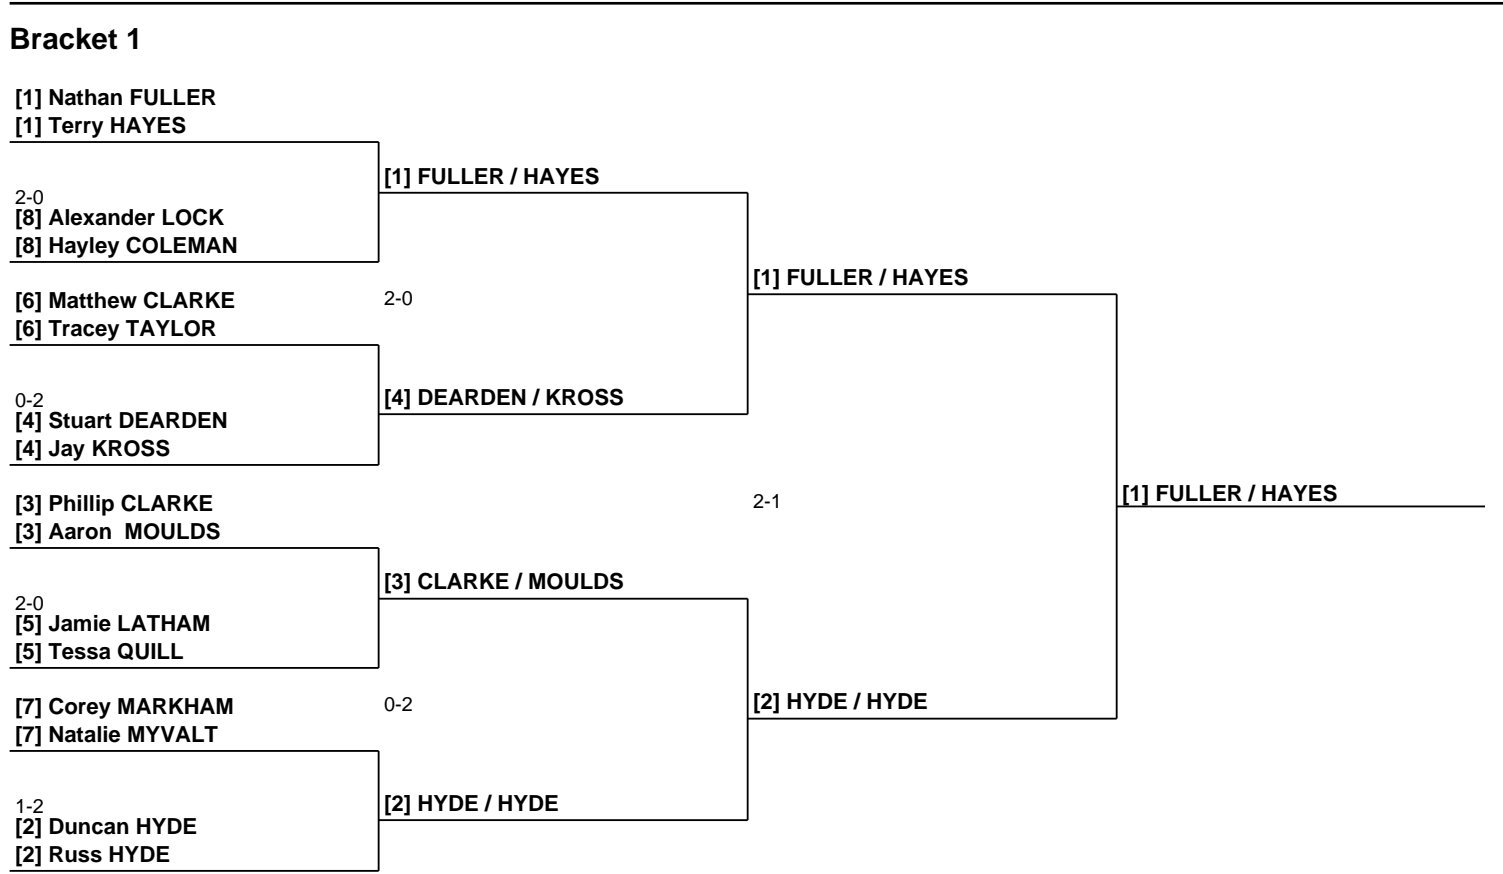 Bracket 1
[1] Nathan FULLER
[1] Terry HAYES
[1] FULLER / HAYES
2-0
[8] Alexander LOCK
[8] Hayley COLEMAN
[1] FULLER / HAYES
[6] Matthew CLARKE
2-0
[6] Tracey TAYLOR
[4] DEARDEN / KROSS
0-2
[4] Stuart DEARDEN
[4] Jay KROSS
[1] FULLER / HAYES
2-1
[3] Phillip CLARKE
[3] Aaron  MOULDS
[3] CLARKE / MOULDS
2-0
[5] Jamie LATHAM
[5] Tessa QUILL
[2] HYDE / HYDE
[7] Corey MARKHAM
0-2
[7] Natalie MYVALT
[2] HYDE / HYDE
1-2
[2] Duncan HYDE
[2] Russ HYDE